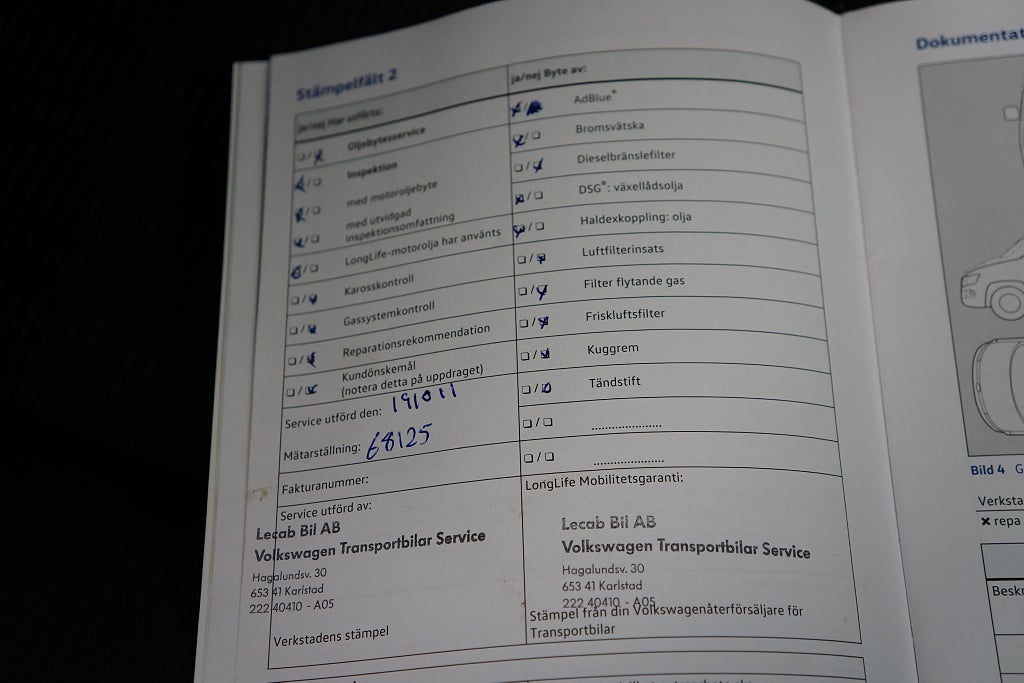 Stämpelfält 2
ja/nej Har utförts:
☐/☒ Oljebytesservice
☒/☐ Inspektion
☒/☐ med motoroljebyte
☒/☐ med utvidgad
inspektionsomfattning
☒/☐ LongLife-motorolja har använts
☐/☒ Karosskontroll
☐/☒ Gassystemkontroll
☐/☒ Reparationsrekommendation
☐/☒ Kundönskemål
(notera detta på uppdraget)
Service utförd den: 191011
Mätarställning: 68125
Fakturanummer:
Service utförd av:
Lecab Bil AB
Volkswagen Transportbilar Service
Hagalundsv. 30
653 41 Karlstad
222 40410 - A05
Verkstadens stämpel
ja/nej Byte av:
AdBlue®
☒/☐ Bromsvätska
☐/☒ Dieselbränslefilter
☒/☐ DSG®: växellådsolja
☒/☐ Haldexkoppling: olja
☐/☒ Luftfilterinsats
☐/☒ Filter flytande gas
☐/☒ Friskluftsfilter
☐/☒ Kuggrem
☐/☒ Tändstift
☐/☐ ....................
☐/☐ ....................
LongLife Mobilitetsgaranti:
Lecab Bil AB
Volkswagen Transportbilar Service
Hagalundsv. 30
653 41 Karlstad
222 40410 - A05
Stämpel från din Volkswagenåterförsäljare för
Transportbilar
Dokumentat
Bild 4 G
Verksta
✖ repa
Beskr